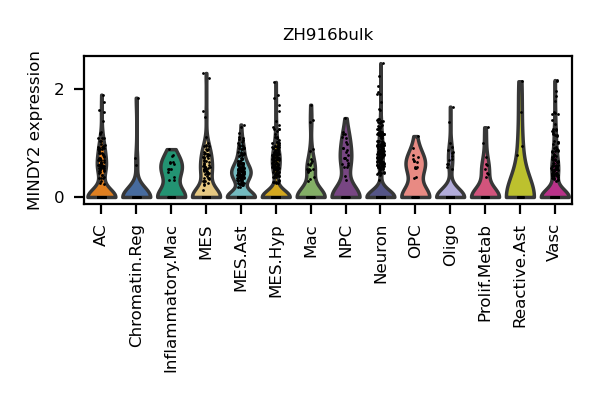 ZH916bulk
MINDY2 expression
2
0
AC
Chromatin.Reg
Inflammatory.Mac
MES
MES.Ast
MES.Hyp
Mac
NPC
Neuron
OPC
Oligo
Prolif.Metab
Reactive.Ast
Vasc